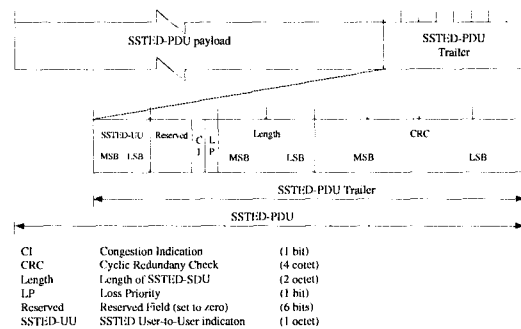 SSTED-PDU payload
SSTED-PDU
Trailer
SSTED-UU
MSB LSB
Reserved
CI
LP
Length
MSB LSB
CRC
MSB LSB
SSTED-PDU Trailer
SSTED-PDU
CI Congestion Indication (1 bit)
CRC Cyclic Redundancy Check (4 cotet)
Length Length of SSTED-SDU (2 octet)
LP Loss Priority (1 bit)
Reserved Reserved Field (set to zero) (6 bits)
SSTED-UU SSTED User-to-User indicaton (1 octet)